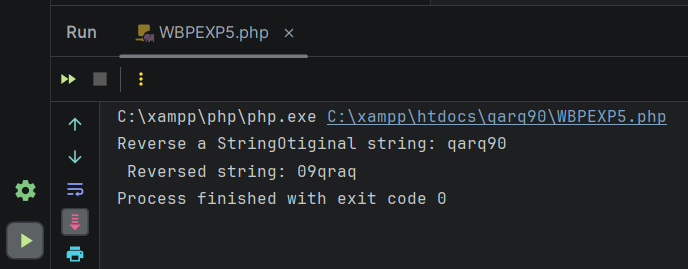 Run WBPEXP5.php
C:\xampp\php\php.exe C:\xampp\htdocs\qarq90\WBPEXP5.php
Reverse a StringOtiginal string: qarq90
Reversed string: 09qraq
Process finished with exit code 0